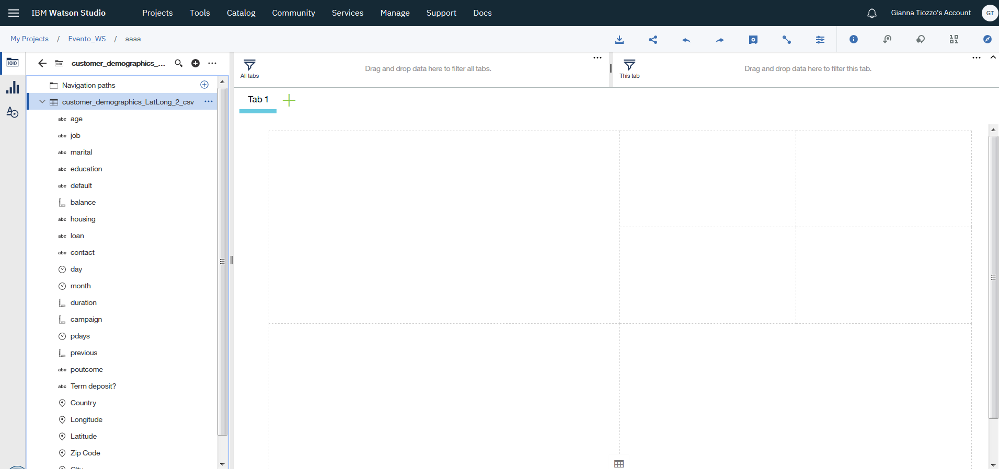 IBM Watson Studio Projects Tools Catalog Community Services Manage Support Docs Gianna Tiozzo's Account GT
My Projects / Evento_WS / aaaa
customer_demographics_...
All tabs
Drag and drop data here to filter all tabs.
This tab
Drag and drop data here to filter this tab.
Tab 1
Navigation paths
customer_demographics_LatLong_2_csv
abc age
abc job
abc marital
abc education
abc default
balance
abc housing
abc loan
abc contact
day
month
duration
campaign
pdays
previous
abc poutcome
abc Term deposit?
Country
Longitude
Latitude
Zip Code
City